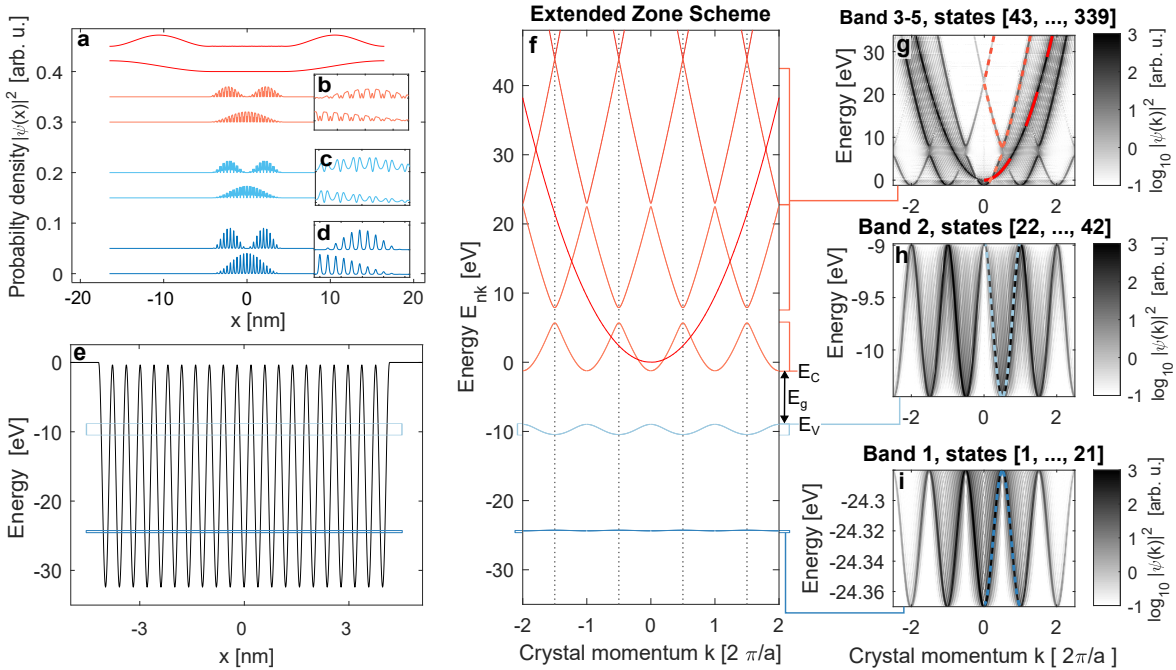 a
Probabilty density |ψ(x)|² [arb. u.]
0.4
0.3
0.2
0.1
0
b
c
d
-20
-10
0
10
20
x [nm]
e
Energy [eV]
0
-10
-20
-30
-3
0
3
x [nm]
Extended Zone Scheme
f
Energy E_nk [eV]
40
30
20
10
0
-10
-20
-30
-2
-1
0
1
2
Crystal momentum k [2 π/a]
E_C
E_g
E_V
Band 3-5, states [43, ..., 339]
g
Energy [eV]
30
20
10
0
-2
0
2
3
2
1
0
-1
log₁₀ |ψ(k)|² [arb. u.]
Band 2, states [22, ..., 42]
h
Energy [eV]
-9
-9.5
-10
-2
0
2
3
2
1
0
-1
log₁₀ |ψ(k)|² [arb. u.]
Band 1, states [1, ..., 21]
i
Energy [eV]
-24.3
-24.32
-24.34
-24.36
-2
0
2
Crystal momentum k [ 2π/a ]
3
2
1
0
-1
log₁₀ |ψ(k)|² [arb. u.]